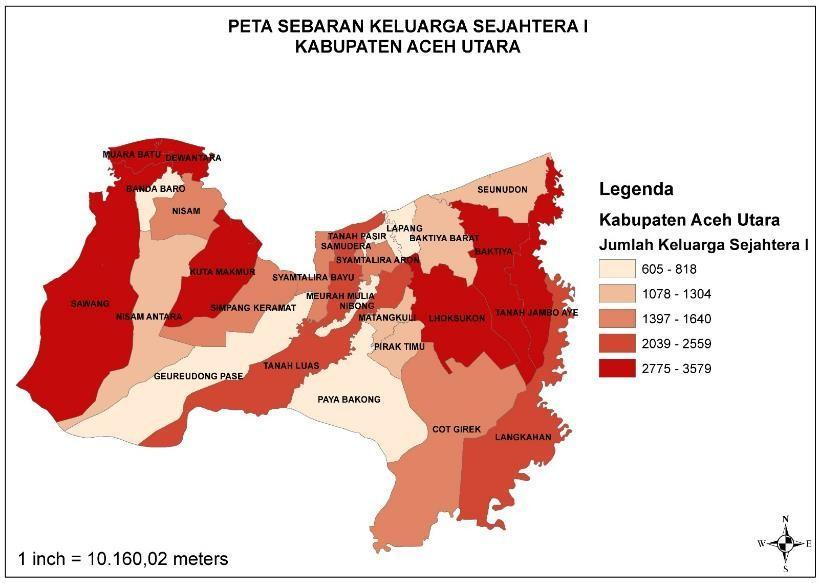 PETA SEBARAN KELUARGA SEJAHTERA I
KABUPATEN ACEH UTARA
MUARA BATU
DEWANTARA
BANDA BARO
NISAM
SEUNUDON
LAPANG
TANAH PASIR
SAMUDERA
BAKTIYA BARAT
BAKTIYA
SYAMTALIRA ARON
KUTA MAKMUR
SYAMTALIRA BAYU
MEURAH MULIA
NIBONG
SAWANG
NISAM ANTARA
SIMPANG KERAMAT
MATANGKULI
LHOKSUKON
TANAH JAMBO AYE
PIRAK TIMU
TANAH LUAS
GEUREUDONG PASE
PAYA BAKONG
COT GIREK
LANGKAHAN
Legenda
Kabupaten Aceh Utara
Jumlah Keluarga Sejahtera I
605 - 818
1078 - 1304
1397 - 1640
2039 - 2559
2775 - 3579
1 inch = 10.160,02 meters
N
W
E
S